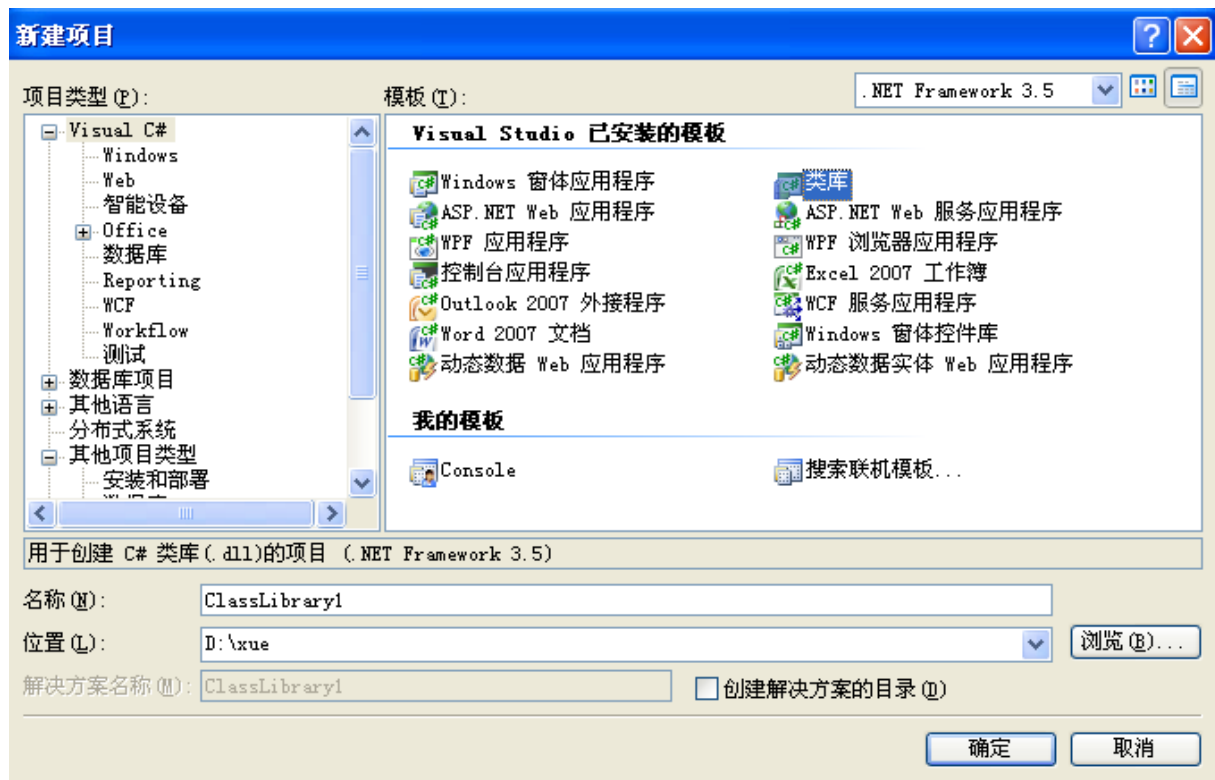 新建项目
项目类型(P):
模板(T):
.NET Framework 3.5
Visual C#
Windows
Web
智能设备
Office
数据库
Reporting
WCF
Workflow
测试
数据库项目
其他语言
分布式系统
其他项目类型
安装和部署
Visual Studio 已安装的模板
Windows 窗体应用程序
类库
ASP.NET Web 应用程序
ASP.NET Web 服务应用程序
WPF 应用程序
WPF 浏览器应用程序
控制台应用程序
Excel 2007 工作簿
Outlook 2007 外接程序
WCF 服务应用程序
Word 2007 文档
Windows 窗体控件库
动态数据 Web 应用程序
动态数据实体 Web 应用程序
我的模板
Console
搜索联机模板...
用于创建 C# 类库(.dll)的项目 (.NET Framework 3.5)
名称(N):
ClassLibrary1
位置(L):
D:\xue
浏览(B)...
解决方案名称(M):
ClassLibrary1
创建解决方案的目录(D)
确定
取消